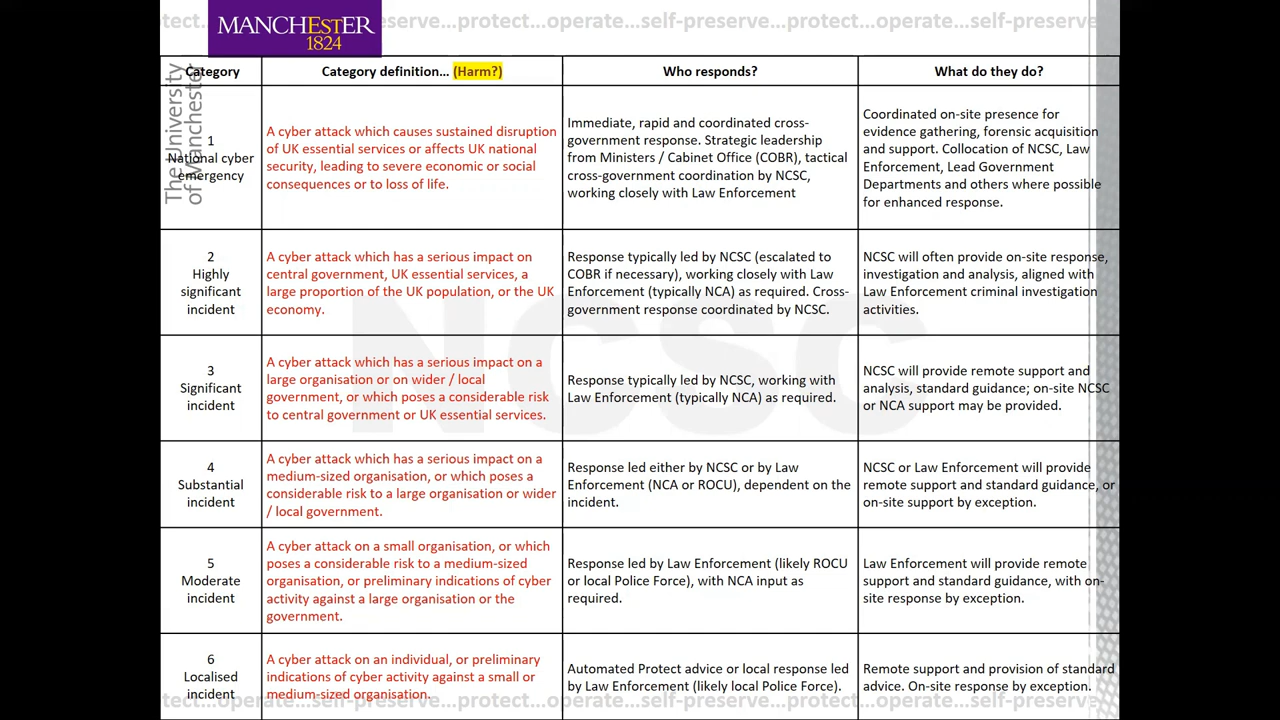 ...protect...operate...self-preserve...protect...operate...self-preserve
MANCHESTER
1824
The University
of Manchester
Category
Category definition... (Harm?)
Who responds?
What do they do?
1
National cyber
emergency
A cyber attack which causes sustained disruption
of UK essential services or affects UK national
security, leading to severe economic or social
consequences or to loss of life.
Immediate, rapid and coordinated cross-
government response. Strategic leadership
from Ministers / Cabinet Office (COBR), tactical
cross-government coordination by NCSC,
working closely with Law Enforcement
Coordinated on-site presence for
evidence gathering, forensic acquisition
and support. Collocation of NCSC, Law
Enforcement, Lead Government
Departments and others where possible
for enhanced response.
2
Highly
significant
incident
A cyber attack which has a serious impact on
central government, UK essential services, a
large proportion of the UK population, or the UK
economy.
Response typically led by NCSC (escalated to
COBR if necessary), working closely with Law
Enforcement (typically NCA) as required. Cross-
government response coordinated by NCSC.
NCSC will often provide on-site response,
investigation and analysis, aligned with
Law Enforcement criminal investigation
activities.
NCSC
3
Significant
incident
A cyber attack which has a serious impact on a
large organisation or on wider / local
government, or which poses a considerable risk
to central government or UK essential services.
Response typically led by NCSC, working with
Law Enforcement (typically NCA) as required.
NCSC will provide remote support and
analysis, standard guidance; on-site NCSC
or NCA support may be provided.
4
Substantial
incident
A cyber attack which has a serious impact on a
medium-sized organisation, or which poses a
considerable risk to a large organisation or wider
/ local government.
Response led either by NCSC or by Law
Enforcement (NCA or ROCU), dependent on the
incident.
NCSC or Law Enforcement will provide
remote support and standard guidance, or
on-site support by exception.
5
Moderate
incident
A cyber attack on a small organisation, or which
poses a considerable risk to a medium-sized
organisation, or preliminary indications of cyber
activity against a large organisation or the
government.
Response led by Law Enforcement (likely ROCU
or local Police Force), with NCA input as
required.
Law Enforcement will provide remote
support and standard guidance, with on-
site response by exception.
6
Localised
incident
A cyber attack on an individual, or preliminary
indications of cyber activity against a small or
medium-sized organisation.
Automated Protect advice or local response led
by Law Enforcement (likely local Police Force).
Remote support and provision of standard
advice. On-site response by exception.
tect...operate...self-preserve...protect...operate...self-preserve...protect...operate...self-preserve...